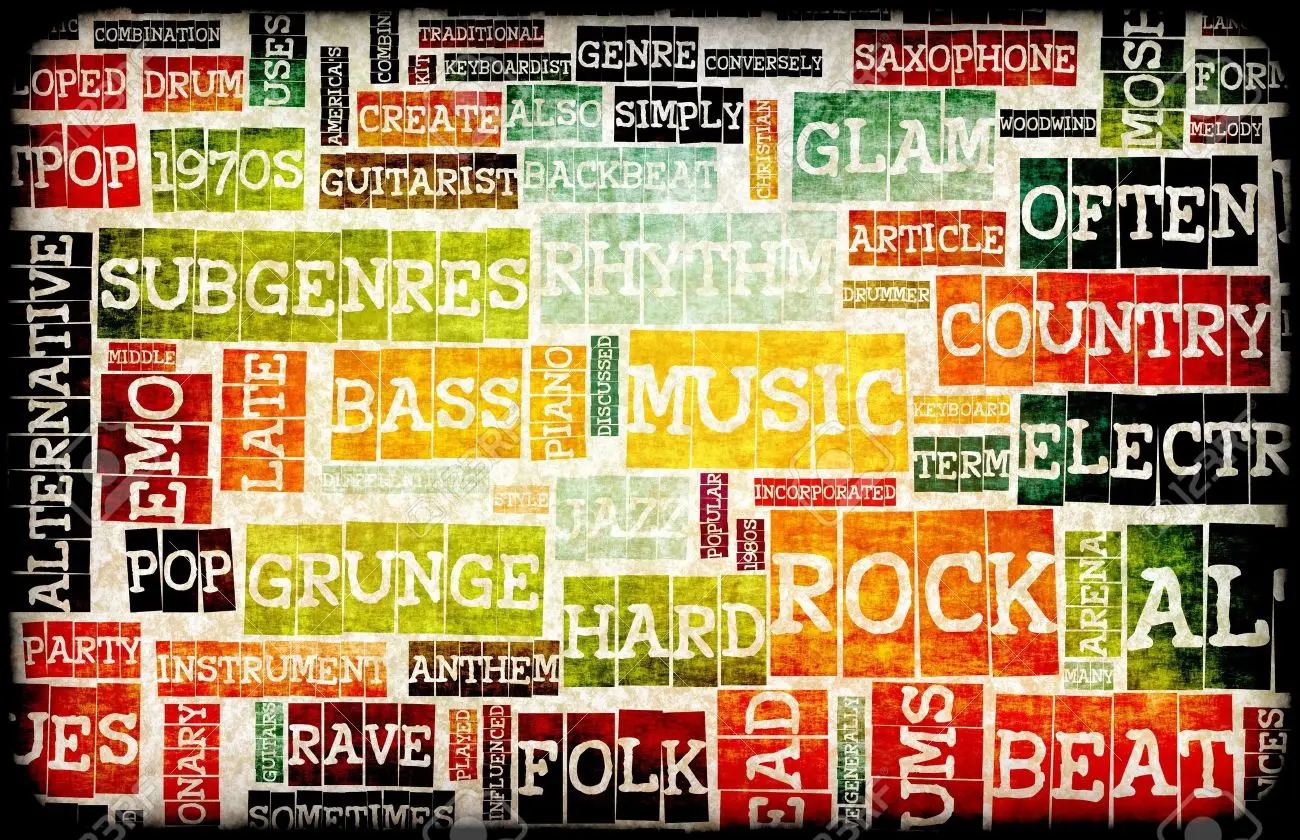 COMBINATION
USES
AMERICA'S
COMBIN
TRADITIONAL
KIT
KEYBOARDIST
GENRE
CONVERSELY
SAXOPHONE
MOSH
LOPED
DRUM
FORM
CREATE
ALSO
SIMPLY
CHRISTIAN
GLAM
WOODWIND
MELODY
TPOP
1970S
GUITARIST
BACKBEAT
OFTEN
ALTERNATIVE
SUBGENRES
RHYTHM
ARTICLE
DRUMMER
COUNTRY
MIDDLE
EMO
LATE
BASS
PIANO
DISCUSSED
MUSIC
KEYBOARD
TERM
ELECTR
STYLE
JAZZ
POPULAR
1980S
INCORPORATED
POP
GRUNGE
HARD
ROCK
ARENA
MANY
AL
PARTY
INSTRUMENT
ANTHEM
UES
ONARY
GUITARS
RAVE
PLAYED
INFLUENCED
FOLK
EAD
GENERALLY
UMS
BEAT
ICES
SOMETIMES
123RF